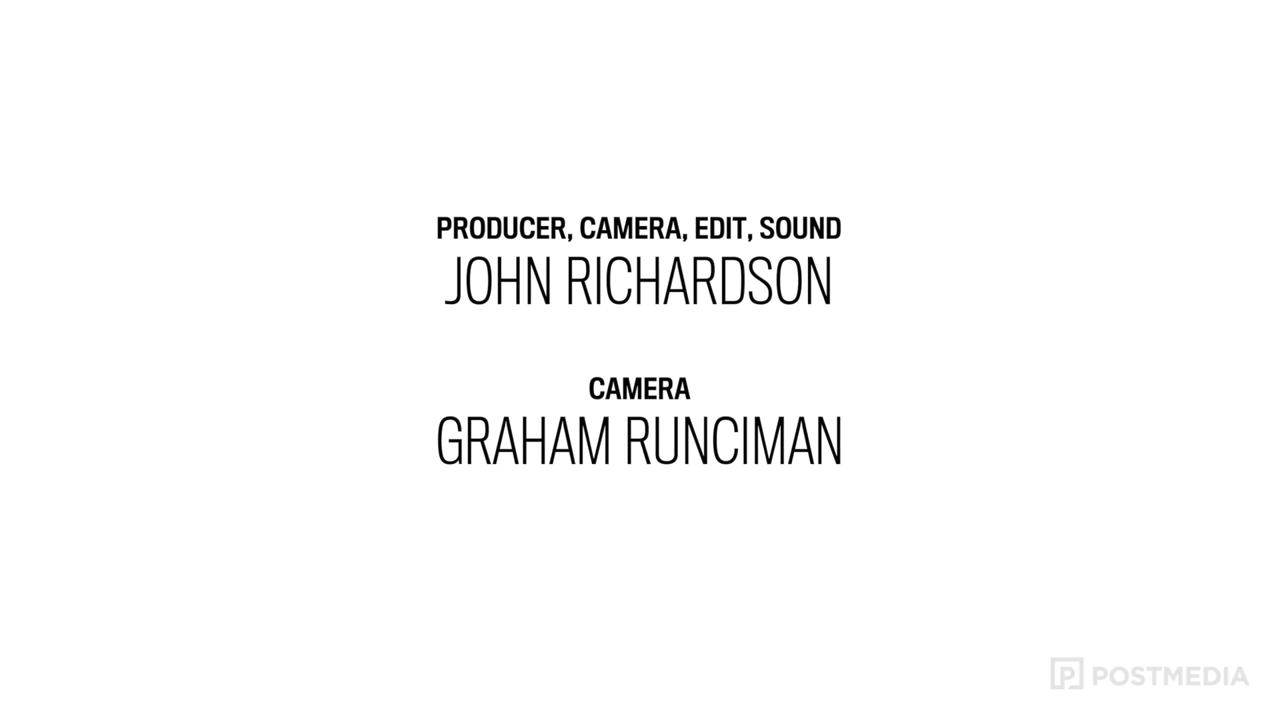 PRODUCER, CAMERA, EDIT, SOUND
JOHN RICHARDSON
CAMERA
GRAHAM RUNCIMAN
POSTMEDIA